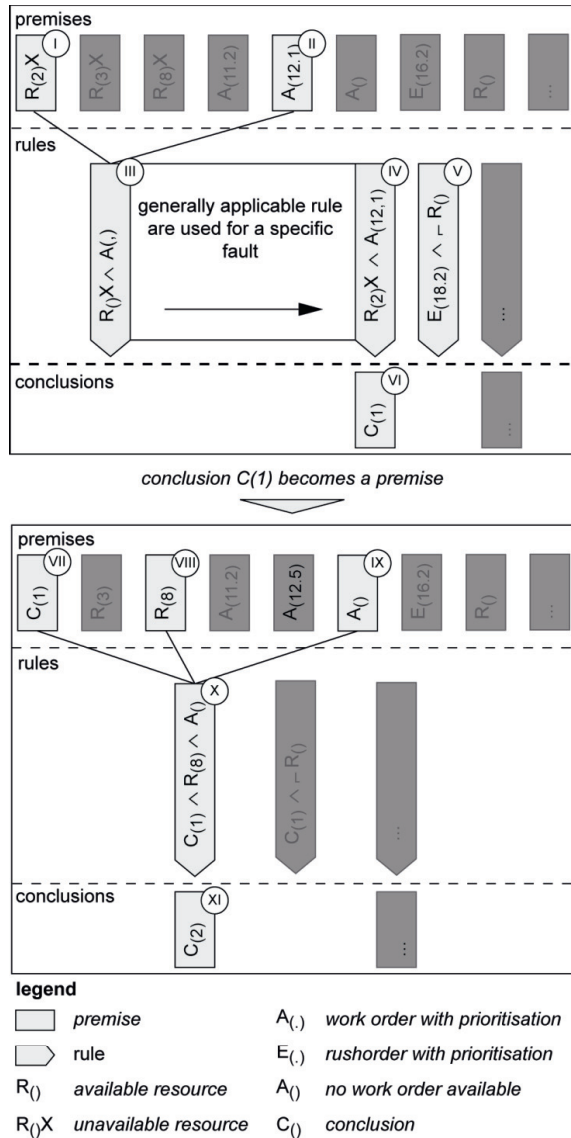 premises
I II
R(2)X R(3)X R(8)X A(11.2) A(12.1) A() E(16.2) R() ...
rules
III IV V
generally applicable rule
are used for a specific
fault
R()X ∧ A(,) R(2)X ∧ A(12,1) E(18.2) ∧ ⌐ R() ...
conclusions
VI
C(1) ...
conclusion C(1) becomes a premise
premises
VII VIII IX
C(1) R(3) R(8) A(11.2) A(12.5) A() E(16.2) R() ...
rules
X
C(1) ∧ R(8) ∧ A() C(1) ∧ ⌐ R() ...
conclusions
XI
C(2) ...
legend
premise A(.) work order with prioritisation
rule E(.) rushorder with prioritisation
R() available resource A() no work order available
R()X unavailable resource C() conclusion